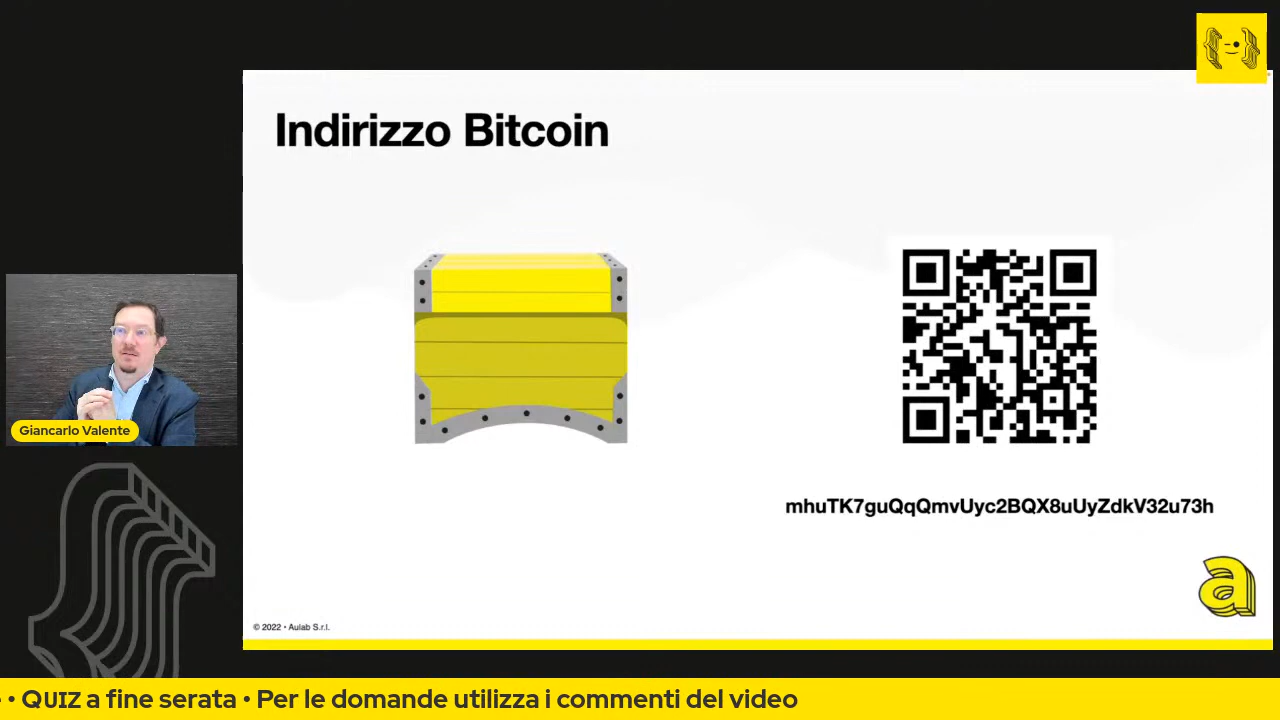 Indirizzo Bitcoin
Giancarlo Valente
mhuTK7guQqQmvUyc2BQX8uUyZdkV32u73h
a
© 2022 • Aulab S.r.l.
• QUIZ a fine serata • Per le domande utilizza i commenti del video